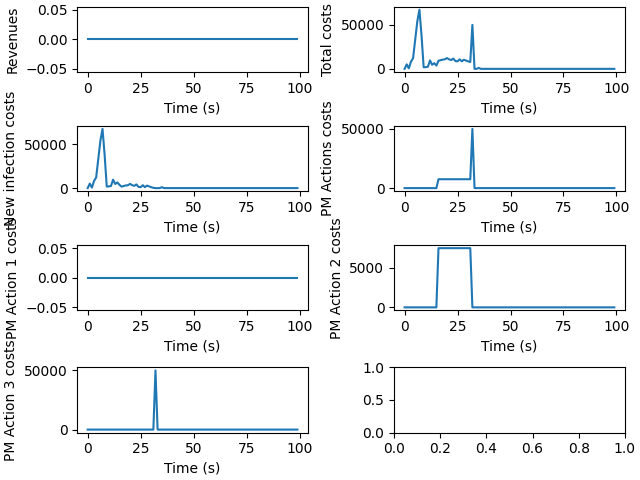 Revenues
0.05
0.00
−0.05
0 25 50 75 100
Time (s)
Total costs
50000
0
0 25 50 75 100
Time (s)
New infection costs
50000
0
0 25 50 75 100
Time (s)
PM Actions costs
50000
0
0 25 50 75 100
Time (s)
PM Action 1 costs
0.05
0.00
−0.05
0 25 50 75 100
Time (s)
PM Action 2 costs
5000
0
0 25 50 75 100
Time (s)
PM Action 3 costs
50000
0
0 25 50 75 100
Time (s)
1.0
0.5
0.0
0.0 0.2 0.4 0.6 0.8 1.0